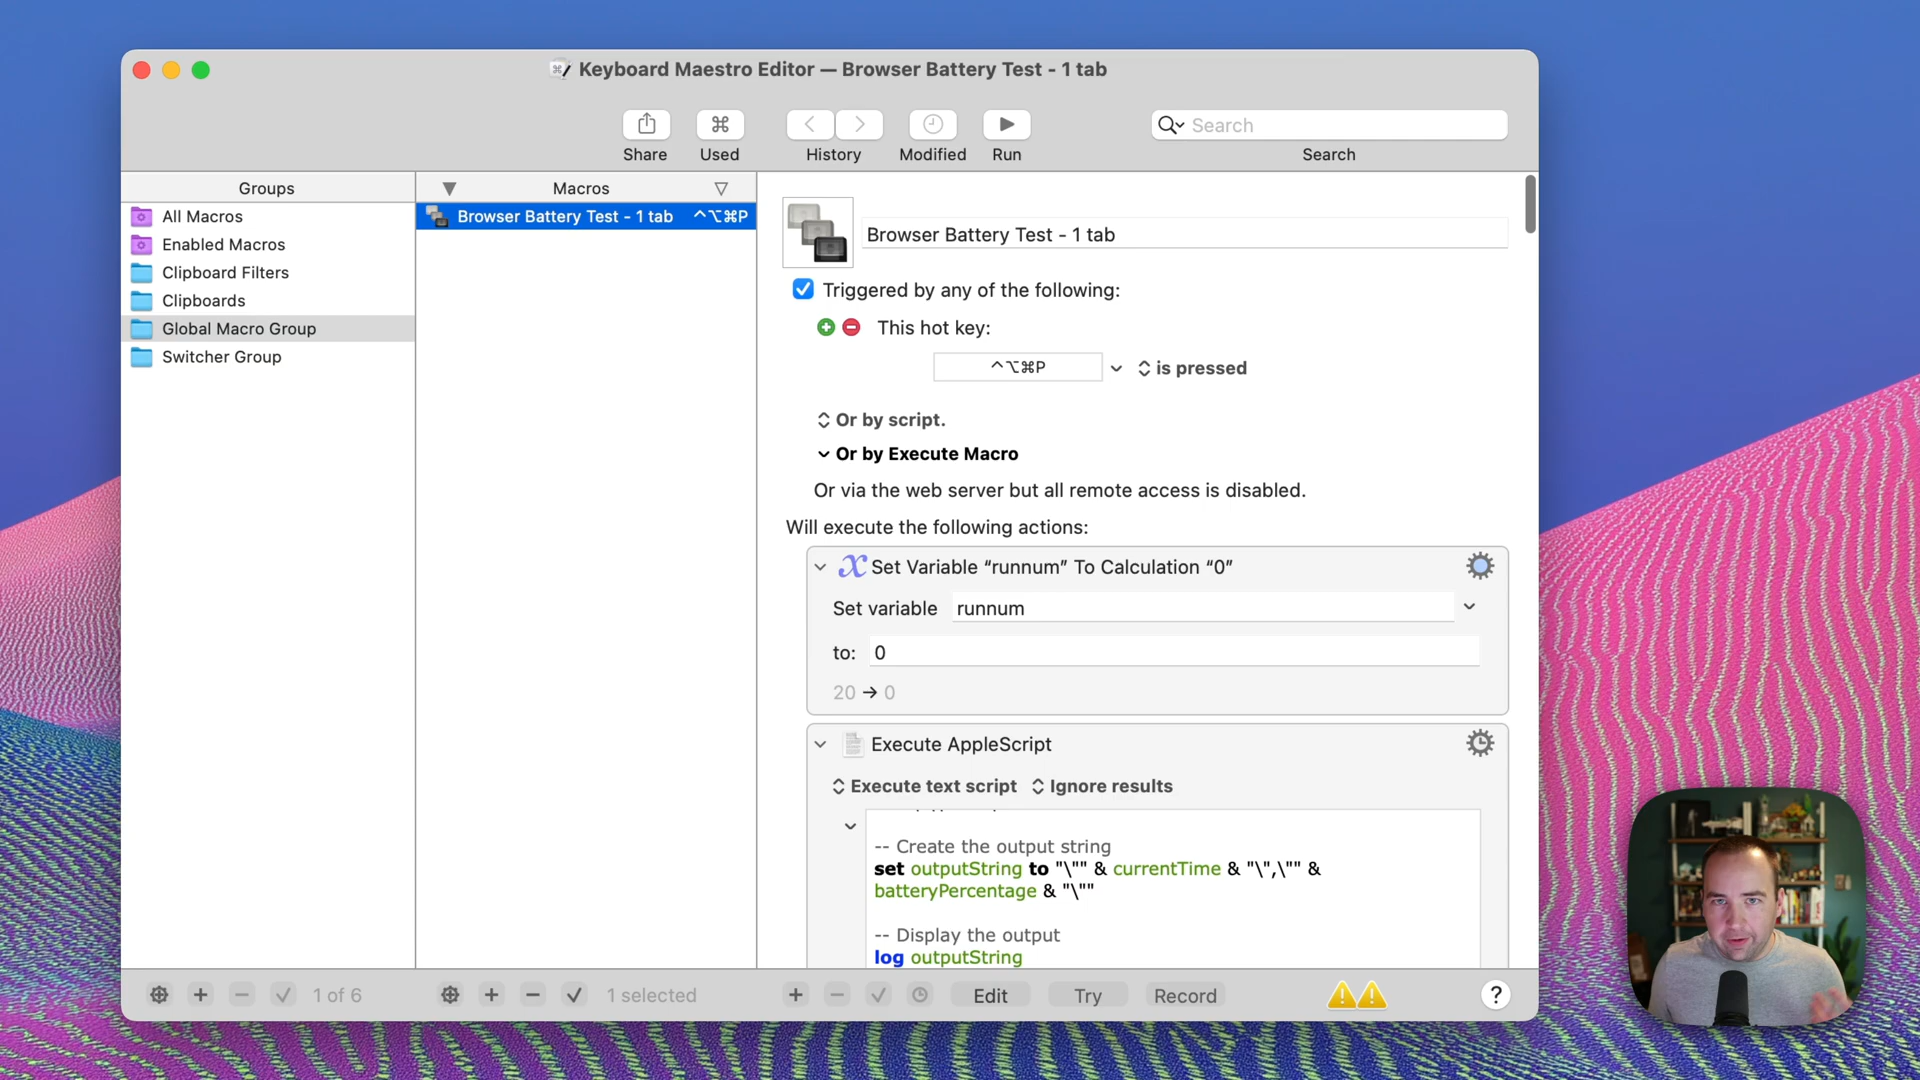 Keyboard Maestro Editor — Browser Battery Test - 1 tab
Share
Used
History
Modified
Run
Search
Search
Groups
All Macros
Enabled Macros
Clipboard Filters
Clipboards
Global Macro Group
Switcher Group
Macros
Browser Battery Test - 1 tab ^⌥⌘P
Browser Battery Test - 1 tab
Triggered by any of the following:
This hot key:
^⌥⌘P is pressed
Or by script.
Or by Execute Macro
Or via the web server but all remote access is disabled.
Will execute the following actions:
Set Variable “runnum” To Calculation “0”
Set variable runnum
to: 0
20 → 0
Execute AppleScript
Execute text script Ignore results
-- Create the output string
set outputString to "\"" & currentTime & "\",\"" &
batteryPercentage & "\""
-- Display the output
log outputString
1 of 6
1 selected
Edit
Try
Record
?